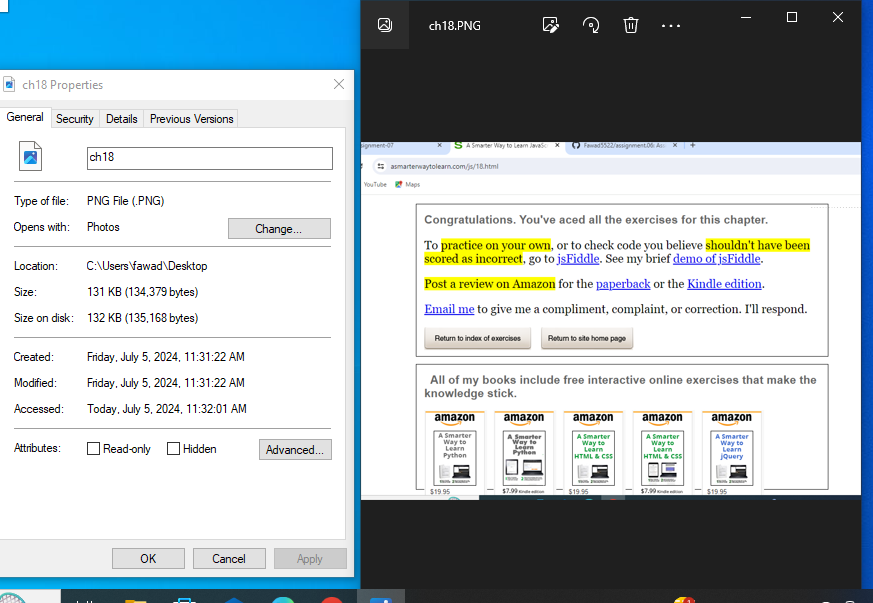 ch18 Properties
General Security Details Previous Versions
ch18
Type of file: PNG File (.PNG)
Opens with: Photos Change...
Location: C:\Users\fawad\Desktop
Size: 131 KB (134,379 bytes)
Size on disk: 132 KB (135,168 bytes)
Created: Friday, July 5, 2024, 11:31:22 AM
Modified: Friday, July 5, 2024, 11:31:22 AM
Accessed: Today, July 5, 2024, 11:32:01 AM
Attributes: Read-only Hidden Advanced...
OK Cancel Apply
ch18.PNG
signment-07 A Smarter Way to Learn JavaSc Fawad5522/assignment.06: Ass
asmarterwaytolearn.com/js/18.html
YouTube Maps
Congratulations. You've aced all the exercises for this chapter.
To practice on your own, or to check code you believe shouldn't have been
scored as incorrect, go to jsFiddle. See my brief demo of jsFiddle.
Post a review on Amazon for the paperback or the Kindle edition.
Email me to give me a compliment, complaint, or correction. I'll respond.
Return to index of exercises Return to site home page
All of my books include free interactive online exercises that make the
knowledge stick.
amazon amazon amazon amazon amazon
A Smarter Way to Learn Python
A Smarter Way to Learn Python
A Smarter Way to Learn HTML & CSS
A Smarter Way to Learn HTML & CSS
A Smarter Way to Learn jQuery
$19.95 $7.99 Kindle edition $19.95 $7.99 Kindle edition $19.95